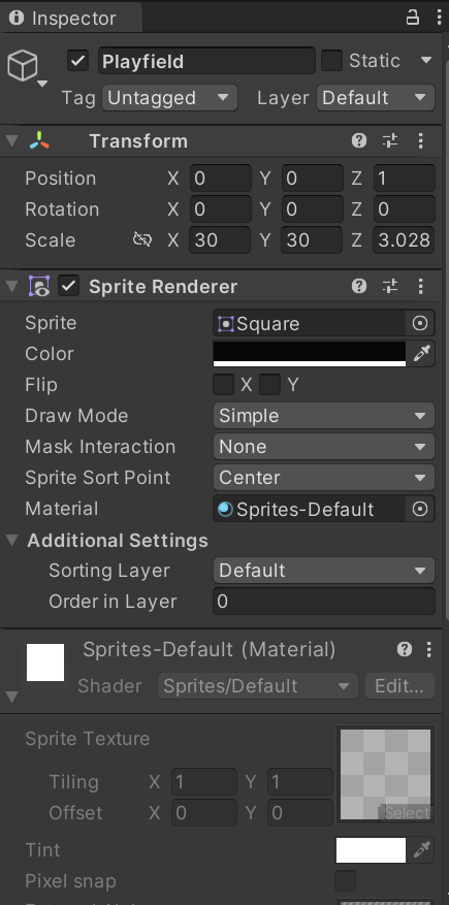 Inspector
Playfield Static
Tag Untagged Layer Default
Transform
Position X 0 Y 0 Z 1
Rotation X 0 Y 0 Z 0
Scale X 30 Y 30 Z 3.028
Sprite Renderer
Sprite Square
Color
Flip X Y
Draw Mode Simple
Mask Interaction None
Sprite Sort Point Center
Material Sprites-Default
Additional Settings
Sorting Layer Default
Order in Layer 0
Sprites-Default (Material)
Shader Sprites/Default Edit...
Sprite Texture
Tiling X 1 Y 1
Offset X 0 Y 0
Select
Tint
Pixel snap